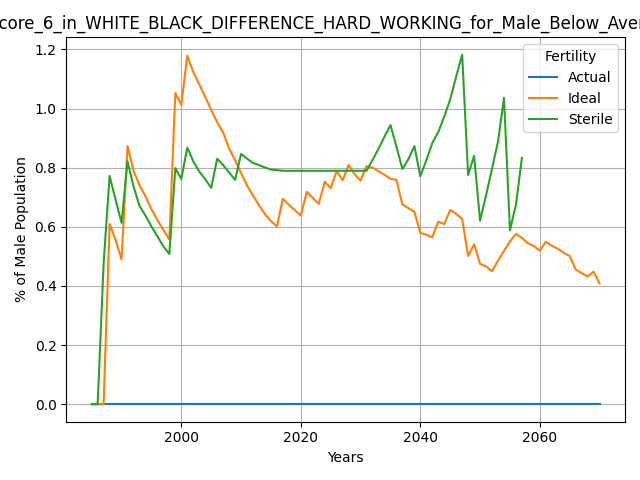 core_6_in_WHITE_BLACK_DIFFERENCE_HARD_WORKING_for_Male_Below_Aver
Fertility
Actual
Ideal
Sterile
% of Male Population
1.2
1.0
0.8
0.6
0.4
0.2
0.0
2000 2020 2040 2060
Years